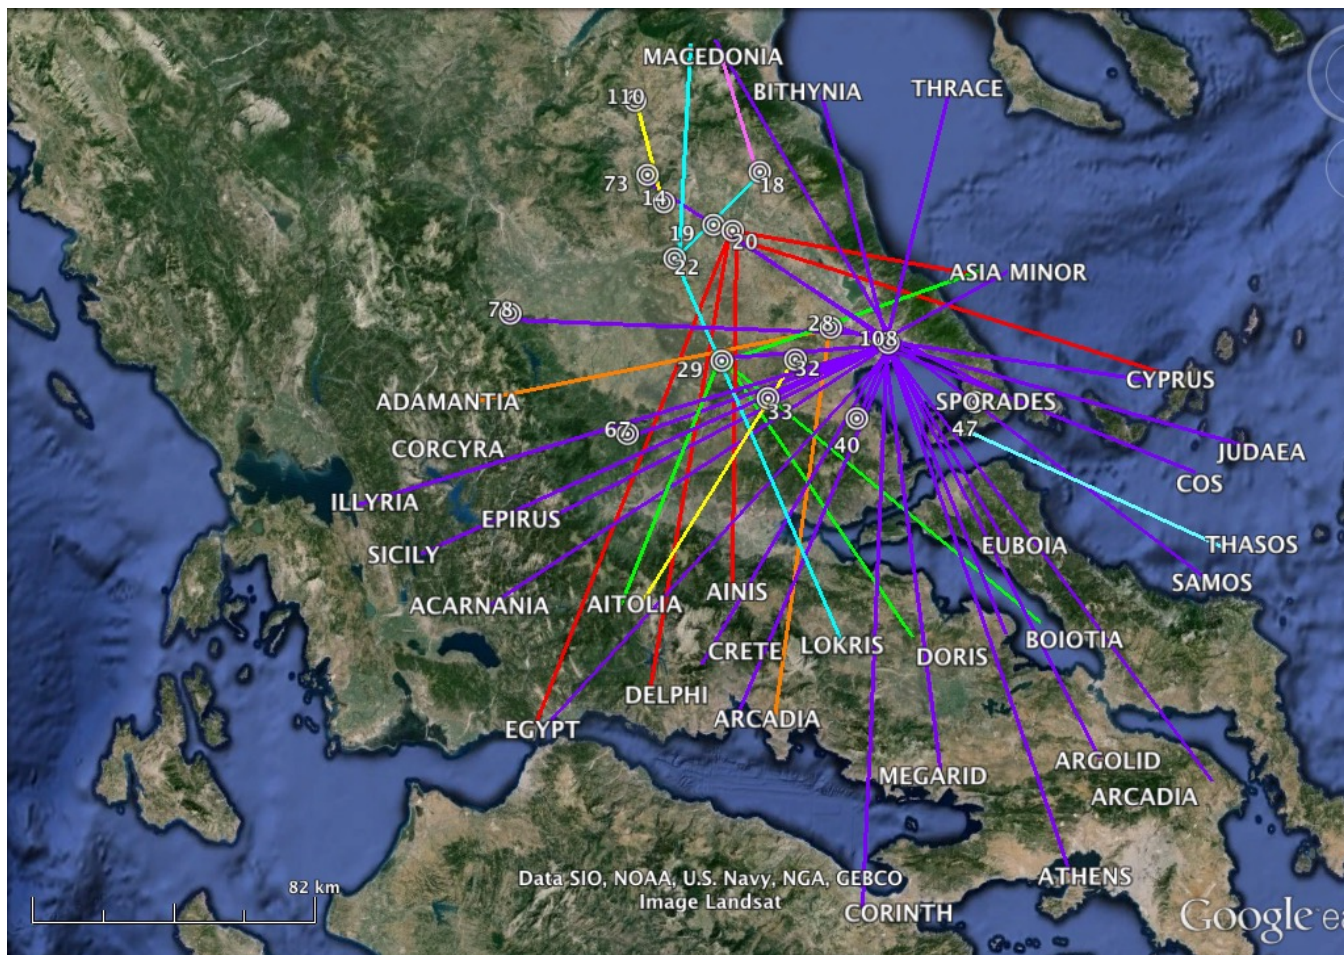 MACEDONIA
BITHYNIA
THRACE
110
73
14
18
19
20
22
ASIA MINOR
78
28
108
29
32
CYPRUS
ADAMANTIA
33
SPORADES
67
40
47
CORCYRA
JUDAEA
COS
ILLYRIA
EPIRUS
SICILY
EUBOIA
THASOS
SAMOS
ACARNANIA
AITOLIA
AINIS
CRETE
LOKRIS
DORIS
BOIOTIA
DELPHI
EGYPT
ARCADIA
MEGARID
ARGOLID
ARCADIA
ATHENS
CORINTH
82 km
Data SIO, NOAA, U.S. Navy, NGA, GEBCO
Image Landsat
Google ea